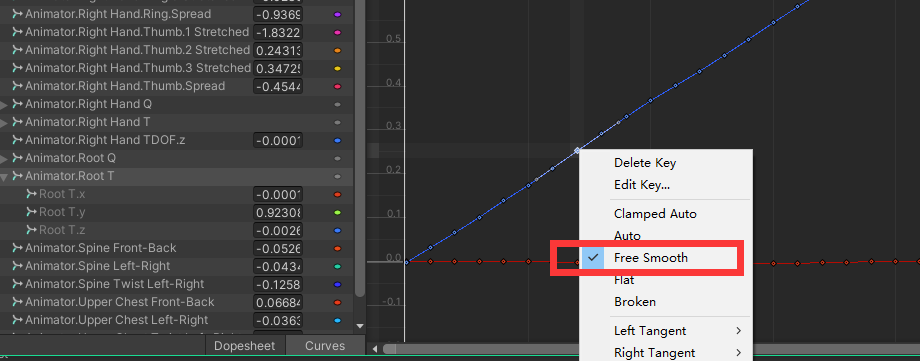 Animator.Right Hand.Ring.Spread -0.9369
Animator.Right Hand.Thumb.1 Stretched -1.8322
Animator.Right Hand.Thumb.2 Stretched 0.24313
Animator.Right Hand.Thumb.3 Stretched 0.34725
Animator.Right Hand.Thumb.Spread -0.4544
Animator.Right Hand Q
Animator.Right Hand T
Animator.Right Hand TDOF.z -0.0001
Animator.Root Q
Animator.Root T
Root T.x -0.0001
Root T.y 0.92308
Root T.z -0.0026
Animator.Spine Front-Back -0.0526
Animator.Spine Left-Right -0.0434
Animator.Spine Twist Left-Right -0.1258
Animator.Upper Chest Front-Back 0.06684
Animator.Upper Chest Left-Right -0.0363
Dopesheet Curves
0.5
0.4
0.3
0.2
0.1
0.0
-0.1
Delete Key
Edit Key...
Clamped Auto
Auto
Free Smooth
Flat
Broken
Left Tangent
Right Tangent